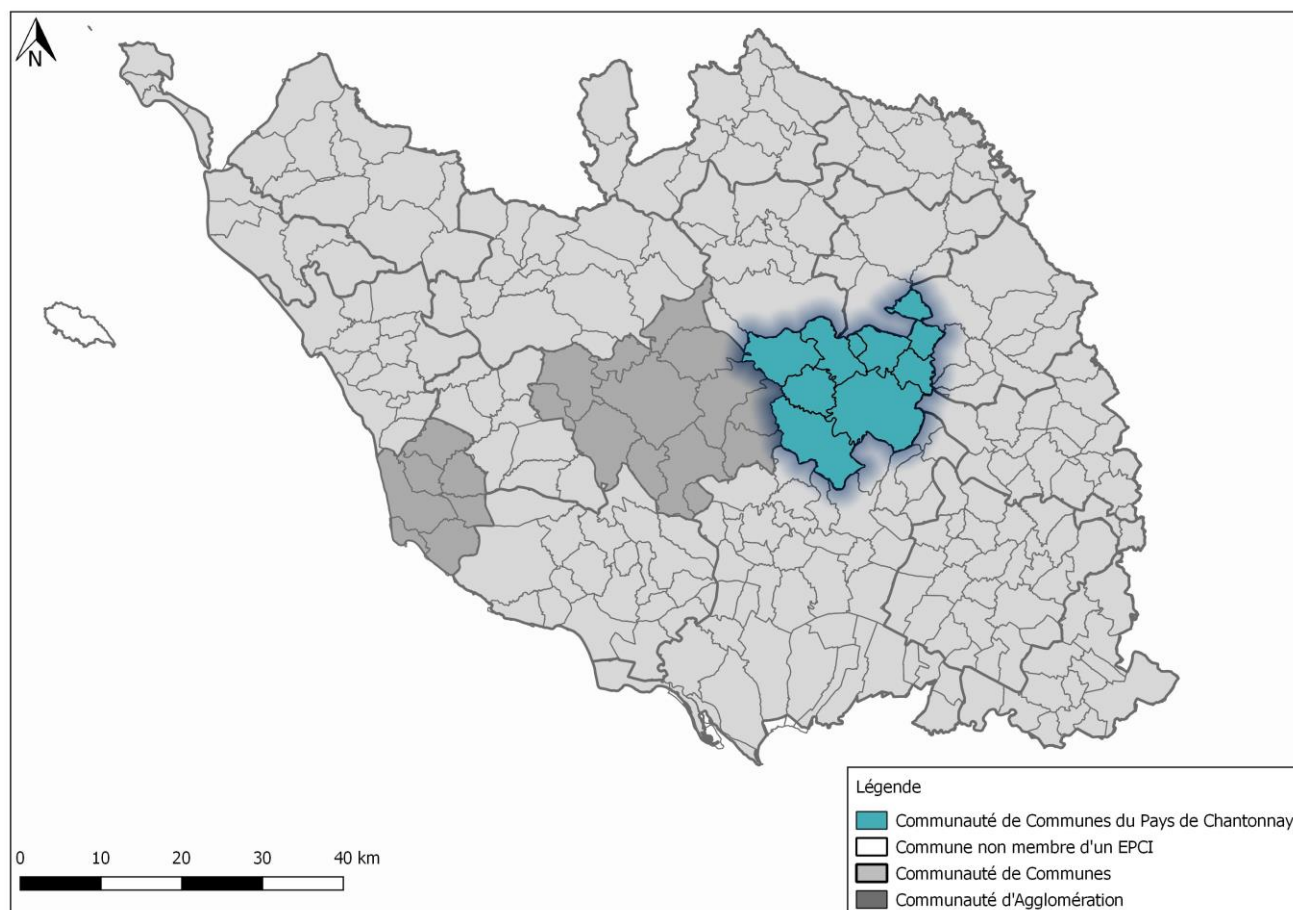 N
Légende
Communauté de Communes du Pays de Chantonnay
Commune non membre d'un EPCI
Communauté de Communes
Communauté d'Agglomération
0 10 20 30 40 km